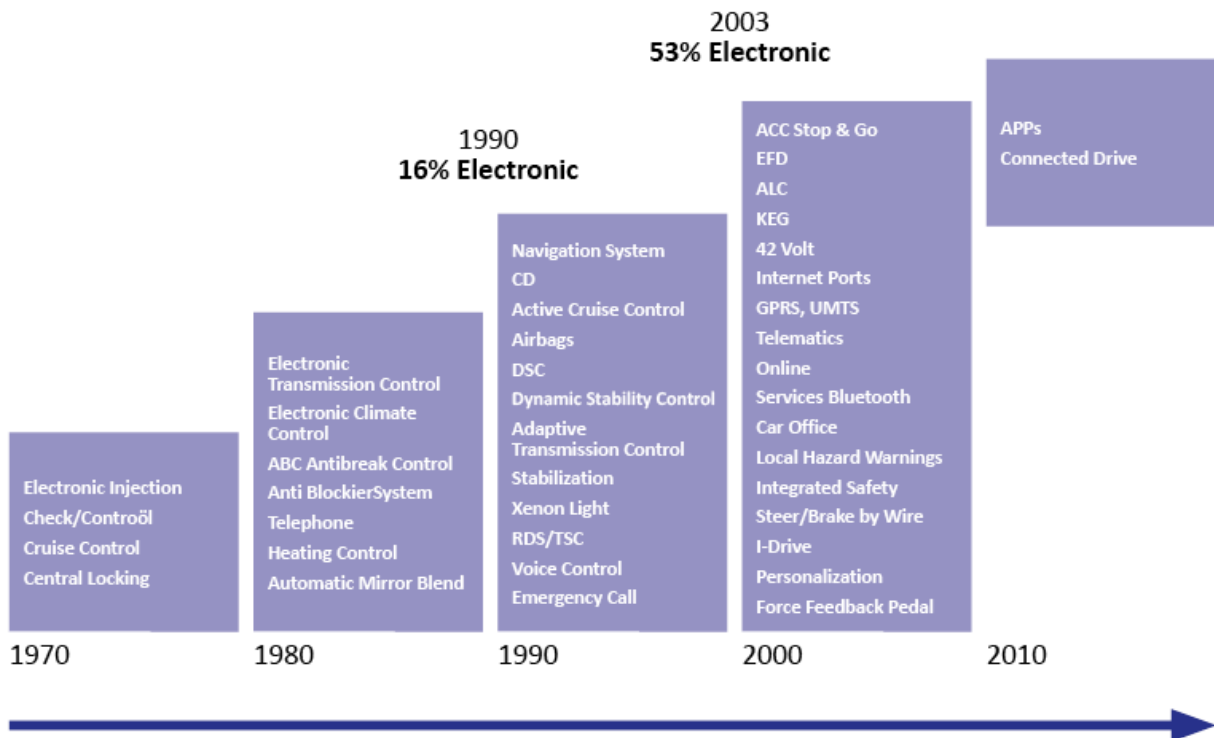 2003
53% Electronic
1990
16% Electronic
Electronic Injection
Check/Controöl
Cruise Control
Central Locking
Electronic
Transmission Control
Electronic Climate
Control
ABC Antibreak Control
Anti BlockierSystem
Telephone
Heating Control
Automatic Mirror Blend
Navigation System
CD
Active Cruise Control
Airbags
DSC
Dynamic Stability Control
Adaptive
Transmission Control
Stabilization
Xenon Light
RDS/TSC
Voice Control
Emergency Call
ACC Stop & Go
EFD
ALC
KEG
42 Volt
Internet Ports
GPRS, UMTS
Telematics
Online
Services Bluetooth
Car Office
Local Hazard Warnings
Integrated Safety
Steer/Brake by Wire
I-Drive
Personalization
Force Feedback Pedal
APPs
Connected Drive
1970
1980
1990
2000
2010